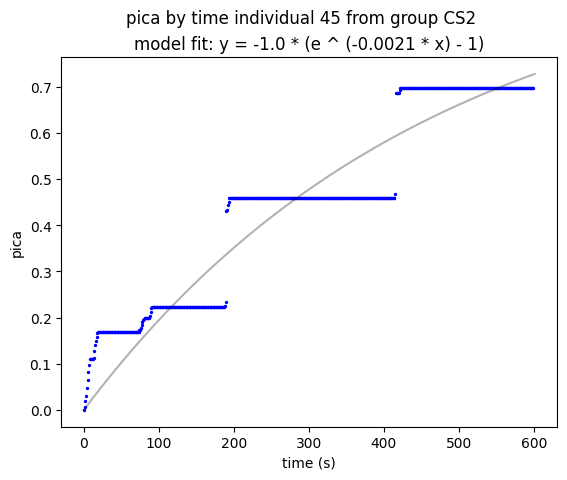 pica by time individual 45 from group CS2
model fit: y = -1.0 * (e ^ (-0.0021 * x) - 1)
0.7
0.6
0.5
0.4
0.3
0.2
0.1
0.0
pica
0 100 200 300 400 500 600
time (s)